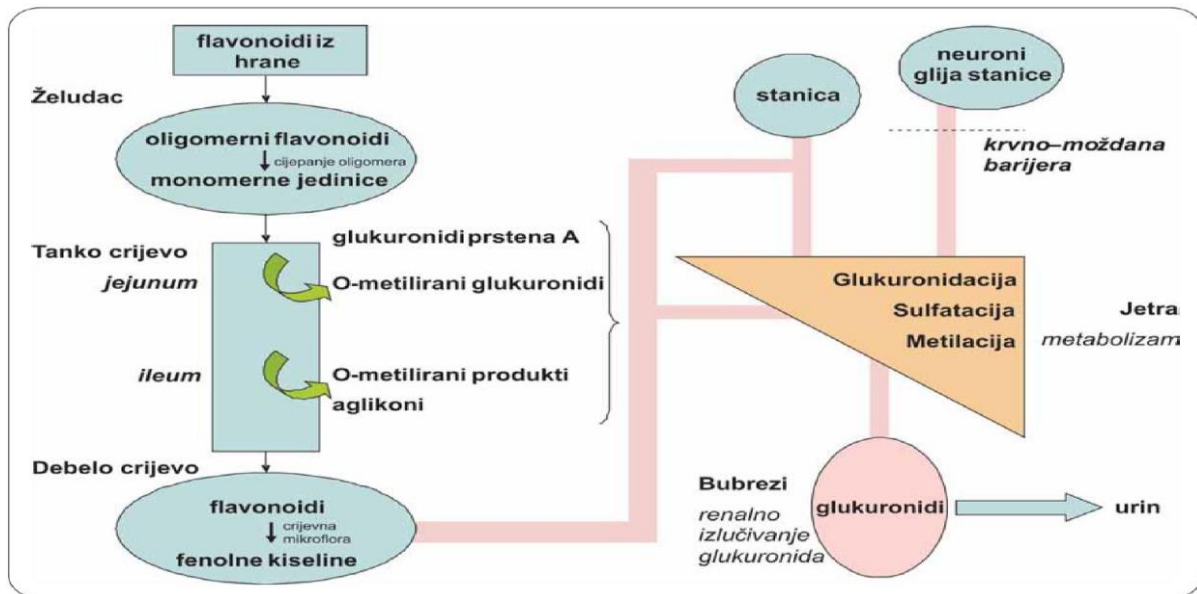 flavonoidi iz
hrane
Želudac
oligomerni flavonoidi
cijepanje oligomera
monomerne jedinice
Tanko crijevo
jejunum
glukuronidi prstena A
O-metilirani glukuronidi
ileum
O-metilirani produkti
aglikoni
Debelo crijevo
flavonoidi
crijevna
mikroflora
fenolne kiseline
stanica
neuroni
glija stanice
krvno–moždana
barijera
Glukuronidacija
Sulfatacija
Metilacija
Jetra
metabolizam
Bubrezi
renalno
izlučivanje
glukuronida
glukuronidi
urin